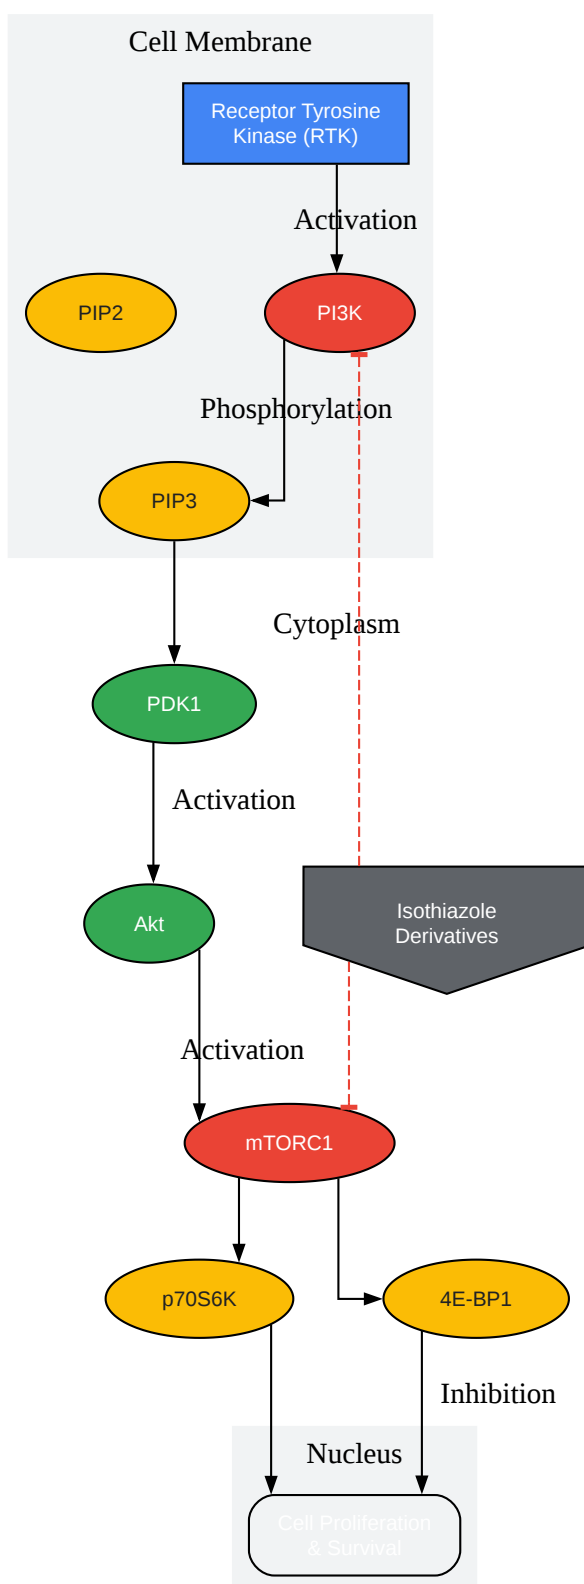 Cell Membrane
Receptor Tyrosine
Kinase (RTK)
Activation
PIP2
PI3K
Phosphorylation
PIP3
Cytoplasm
PDK1
Activation
Isothiazole
Derivatives
Akt
Activation
mTORC1
p70S6K
4E-BP1
Inhibition
Nucleus
Cell Proliferation
& Survival